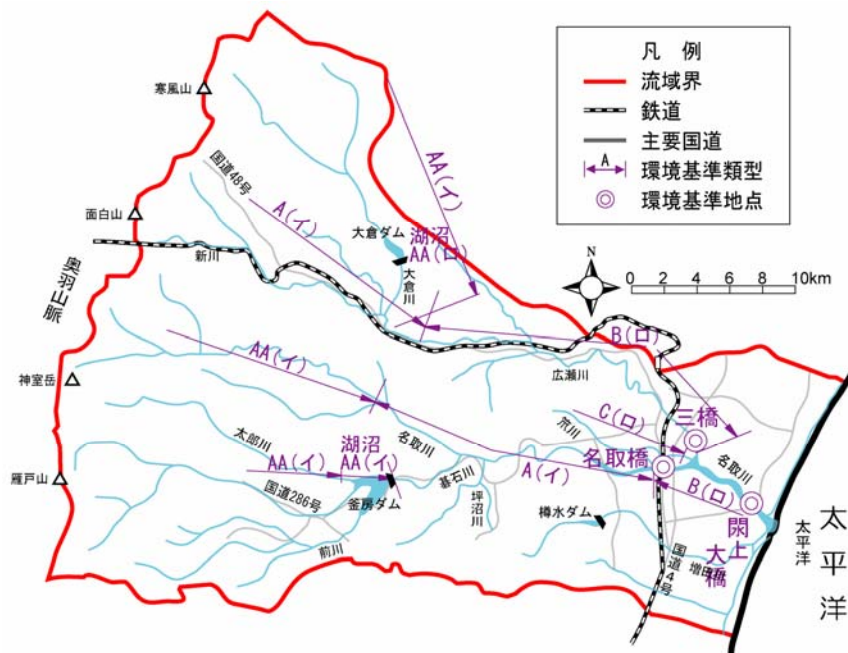 凡 例
流域界
鉄道
主要国道
A
環境基準類型
環境基準地点
寒風山
面白山
奥羽山脈
神室岳
雁戸山
国道48号
A(イ)
AA(イ)
大倉ダム
湖沼
AA(ロ)
大倉川
新川
N
0 2 4 6 8 10km
B(ロ)
広瀬川
AA(イ)
名取川
太郎川
AA(イ)
湖沼
AA(イ)
釜房ダム
国道286号
前川
碁石川
坪沼川
A(イ)
笊川
C(ロ)
三橋
名取橋
名取川
B(ロ)
樽水ダム
閖上大橋
国道4号
増田川
太平洋
太平洋